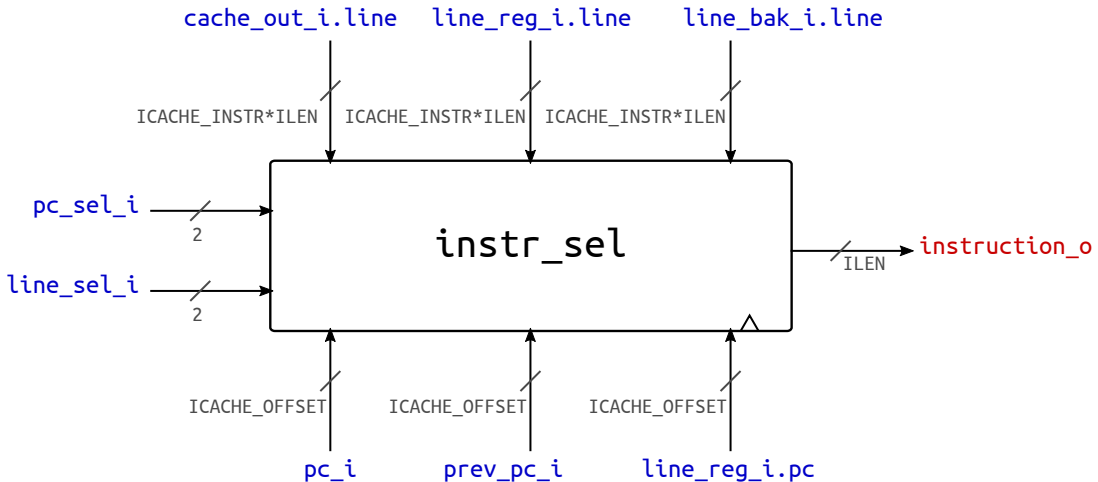 cache_out_i.line line_reg_i.line line_bak_i.line
ICACHE_INSTR*ILEN ICACHE_INSTR*ILEN ICACHE_INSTR*ILEN
pc_sel_i
2
instr_sel
instruction_o
ILEN
line_sel_i
2
ICACHE_OFFSET ICACHE_OFFSET ICACHE_OFFSET
pc_i prev_pc_i line_reg_i.pc